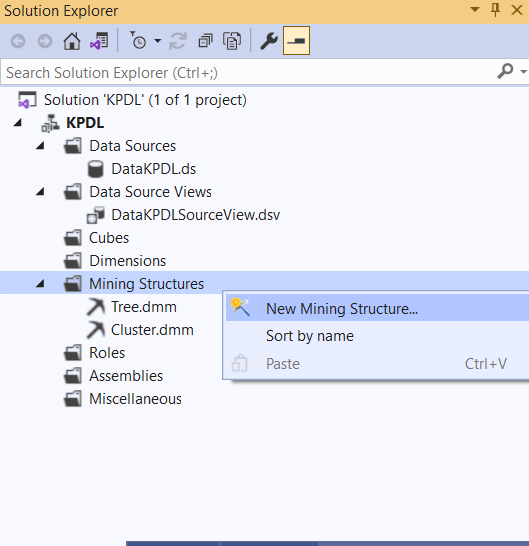 Solution Explorer
Search Solution Explorer (Ctrl+;)
Solution 'KPDL' (1 of 1 project)
KPDL
Data Sources
DataKPDL.ds
Data Source Views
DataKPDLSourceView.dsv
Cubes
Dimensions
Mining Structures
New Mining Structure...
Tree.dmm
Cluster.dmm
Sort by name
Roles
Paste Ctrl+V
Assemblies
Miscellaneous